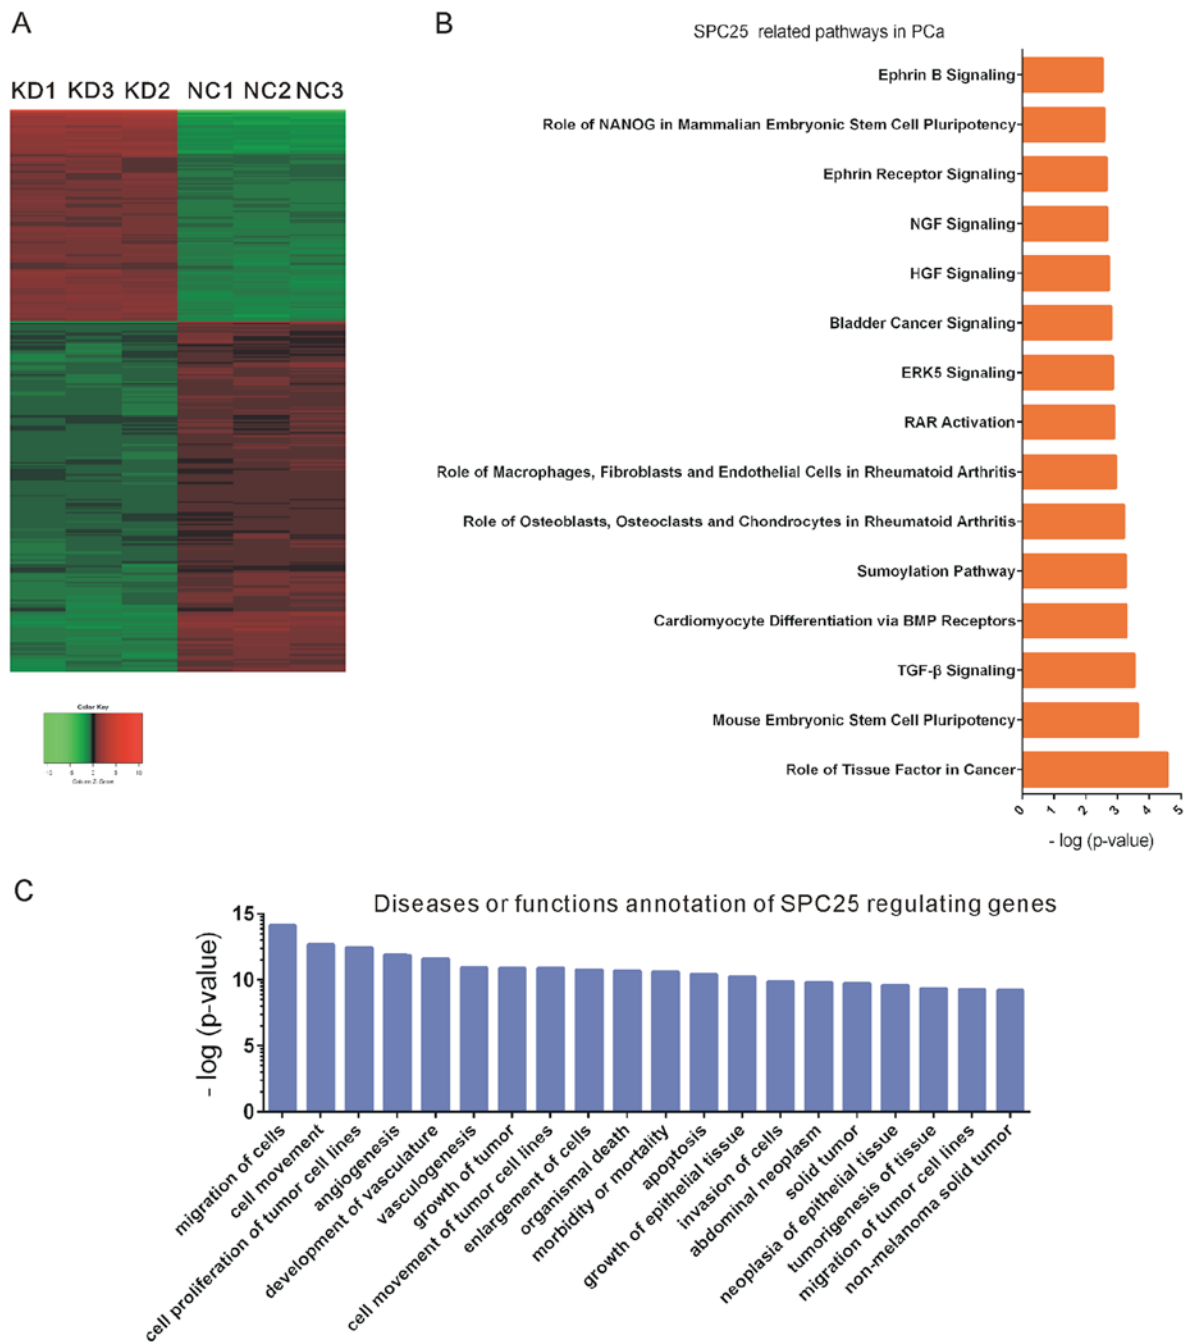 A
KD1 KD3 KD2 NC1 NC2 NC3
Color Key
B
SPC25 related pathways in PCa
Ephrin B Signaling
Role of NANOG in Mammalian Embryonic Stem Cell Pluripotency
Ephrin Receptor Signaling
NGF Signaling
HGF Signaling
Bladder Cancer Signaling
ERK5 Signaling
RAR Activation
Role of Macrophages, Fibroblasts and Endothelial Cells in Rheumatoid Arthritis
Role of Osteoblasts, Osteoclasts and Chondrocytes in Rheumatoid Arthritis
Sumoylation Pathway
Cardiomyocyte Differentiation via BMP Receptors
TGF-β Signaling
Mouse Embryonic Stem Cell Pluripotency
Role of Tissue Factor in Cancer
0 1 2 3 4 5
- log (p-value)
C
Diseases or functions annotation of SPC25 regulating genes
- log (p-value)
15
10
5
0
migration of cells
cell movement
cell proliferation of tumor cell lines
angiogenesis
development of vasculature
vasculogenesis
growth of tumor
cell movement of tumor cell lines
enlargement of cells
organismal death
morbidity or mortality
apoptosis
growth of epithelial tissue
invasion of cells
abdominal neoplasm
solid tumor
neoplasia of epithelial tissue
tumorigenesis of tissue
migration of tumor cell lines
non-melanoma solid tumor